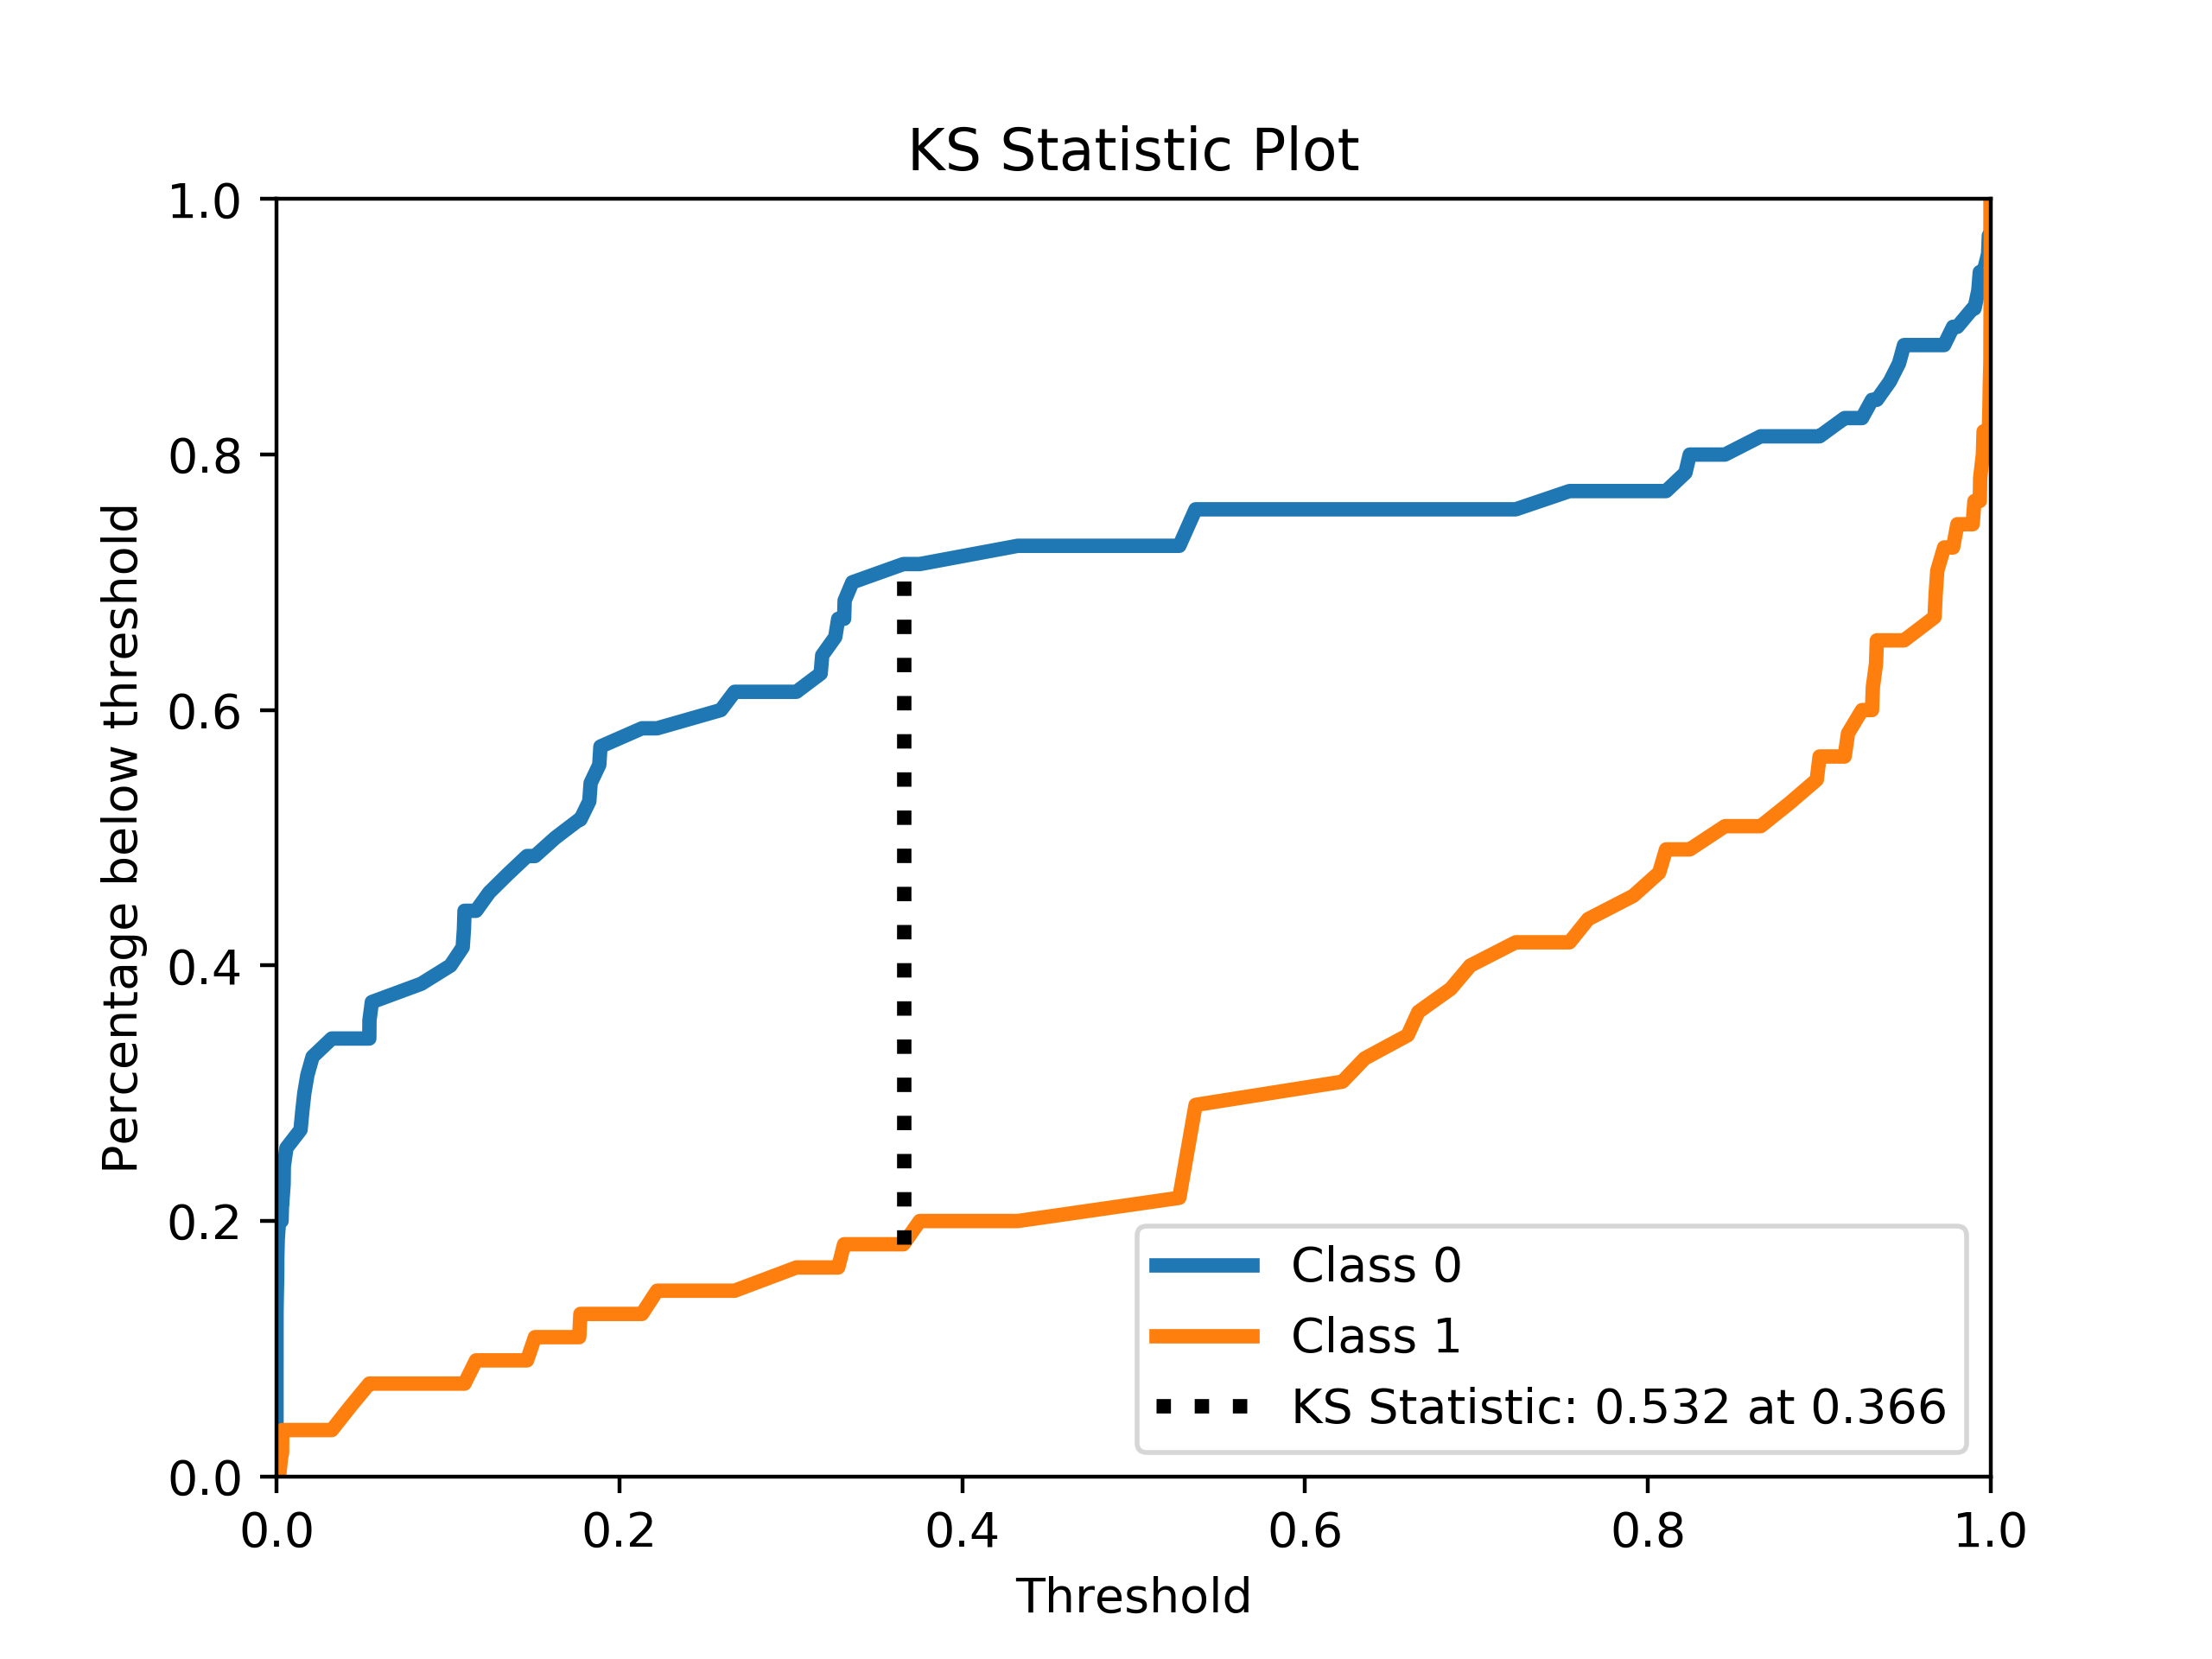 KS Statistic Plot
1.0
0.8
0.6
0.4
0.2
0.0
Percentage below threshold
0.0 0.2 0.4 0.6 0.8 1.0
Threshold
Class 0
Class 1
KS Statistic: 0.532 at 0.366